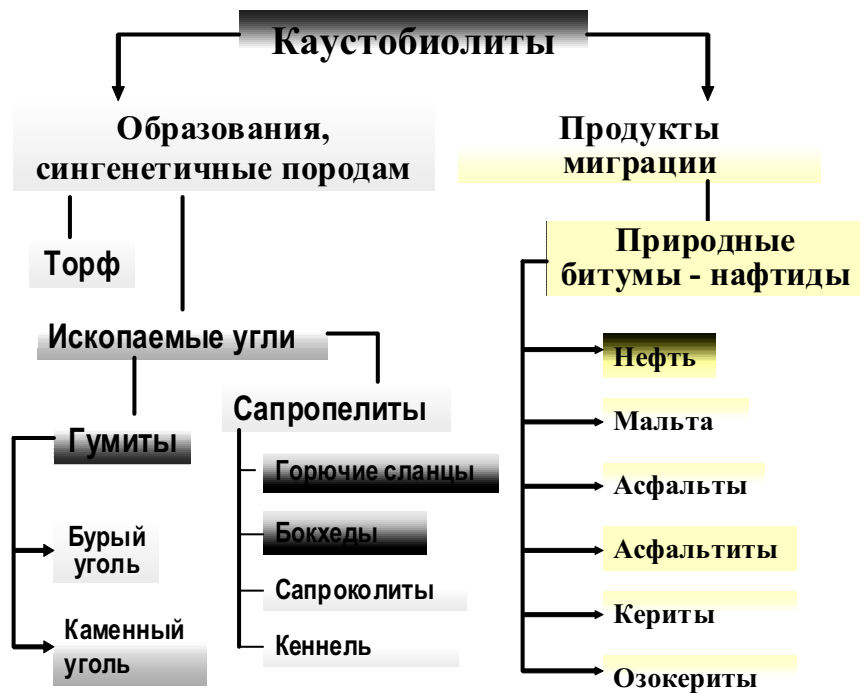 Каустобиолиты
Образования,
сингенетичные породам
Торф
Ископаемые угли
Гумиты
Бурый
уголь
Каменный
уголь
Сапропелиты
Горючие сланцы
Бокхеды
Сапроколиты
Кеннель
Продукты
миграции
Природные
битумы - нафтиды
Нефть
Мальта
Асфальты
Асфальтиты
Кериты
Озокериты